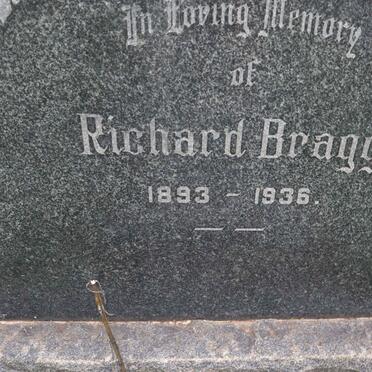 In Loving Memory
of
Richard Bragg
1893 - 1936.